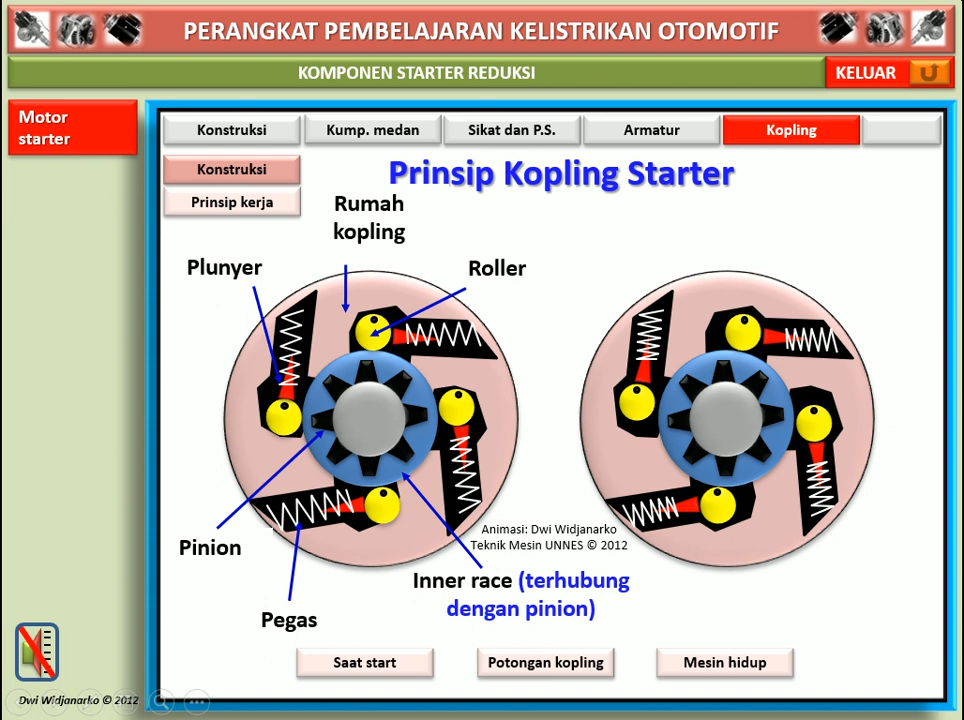 PERANGKAT PEMBELAJARAN KELISTRIKAN OTOMOTIF
KOMPONEN STARTER REDUKSI
KELUAR
Motor
starter
Konstruksi
Kump. medan
Sikat dan P.S.
Armatur
Kopling
Konstruksi
Prinsip kerja
Prinsip Kopling Starter
Rumah
kopling
Plunyer
Roller
Pinion
Pegas
Animasi: Dwi Widjanarko
Teknik Mesin UNNES © 2012
Inner race (terhubung
dengan pinion)
Saat start
Potongan kopling
Mesin hidup
Dwi Widjanarko © 2012